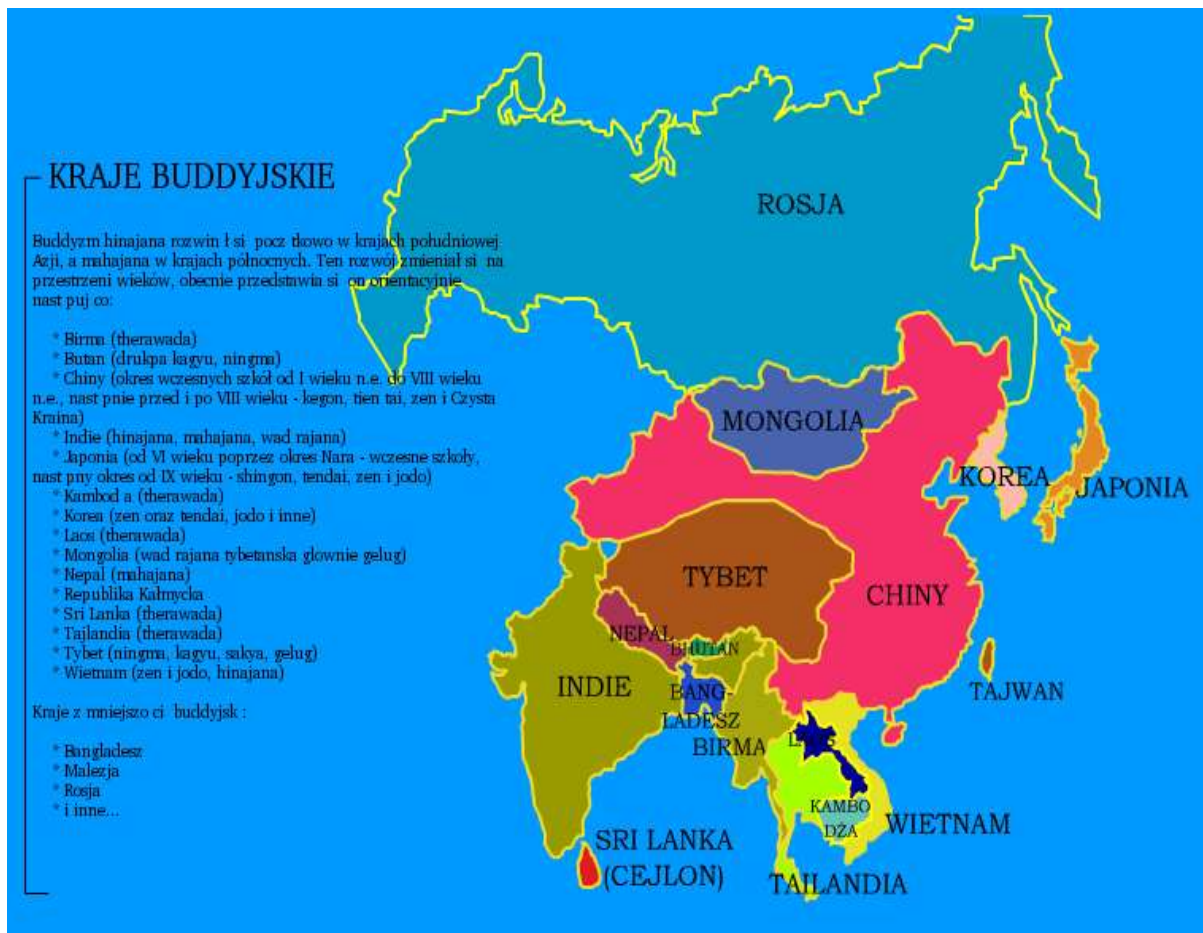 KRAJE BUDDYJSKIE
Buddyzm hinajana rozwin ł si pocz tkowo w krajach południowej
Azji, a mahajana w krajach północnych. Ten rozwój zmieniał si na
przestrzeni wieków, obecnie przedstawia si on orientacyjnie
nast puj co:
* Birma (therawada)
* Butan (drukpa kagyu, ningma)
* Chiny (okres wczesnych szkół od I wieku n.e. do VIII wieku
n.e., nast pnie przed i po VIII wieku - kegon, tien tai, zen i Czysta
Kraina)
* Indie (hinajana, mahajana, wad rajana)
* Japonia (od VI wieku poprzez okres Nara - wczesne szkoły,
nast pny okres od IX wieku - shingon, tendai, zen i jodo)
* Kambod a (therawada)
* Korea (zen oraz tendai, jodo i inne)
* Laos (therawada)
* Mongolia (wad rajana tybetanska głownie gelug)
* Nepal (mahajana)
* Republika Kałmycka
* Sri Lanka (therawada)
* Tajlandia (therawada)
* Tybet (ningma, kagyu, sakya, gelug)
* Wietnam (zen i jodo, hinajana)
Kraje z mniejszo ci buddyjsk :
* Bangladesz
* Malezja
* Rosja
* i inne...
ROSJA
MONGOLIA
KOREA
JAPONIA
TYBET
CHINY
NEPAL
BHUTAN
INDIE
BANG-
LADESZ
TAJWAN
BIRMA
LAOS
KAMBO
DŻA
WIETNAM
SRI LANKA
(CEJLON)
TAILANDIA